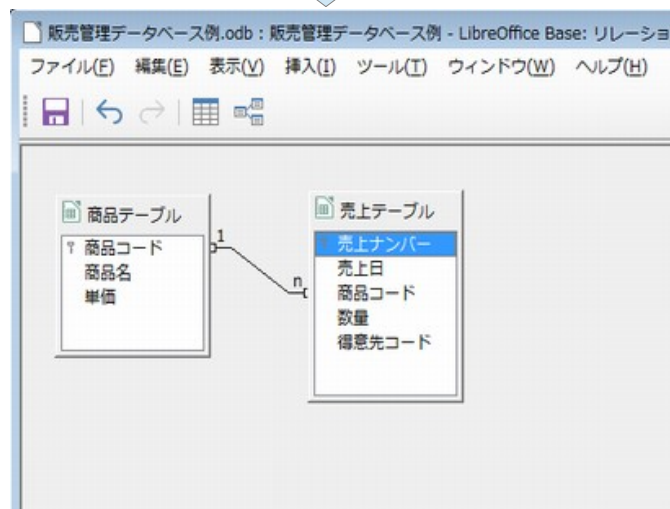 販売管理データベース例.odb : 販売管理データベース例 - LibreOffice Base: リレーショ
ファイル(F) 編集(E) 表示(V) 挿入(I) ツール(T) ウィンドウ(W) ヘルプ(H)
商品テーブル
商品コード
商品名
単価
1
n
売上テーブル
売上ナンバー
売上日
商品コード
数量
得意先コード